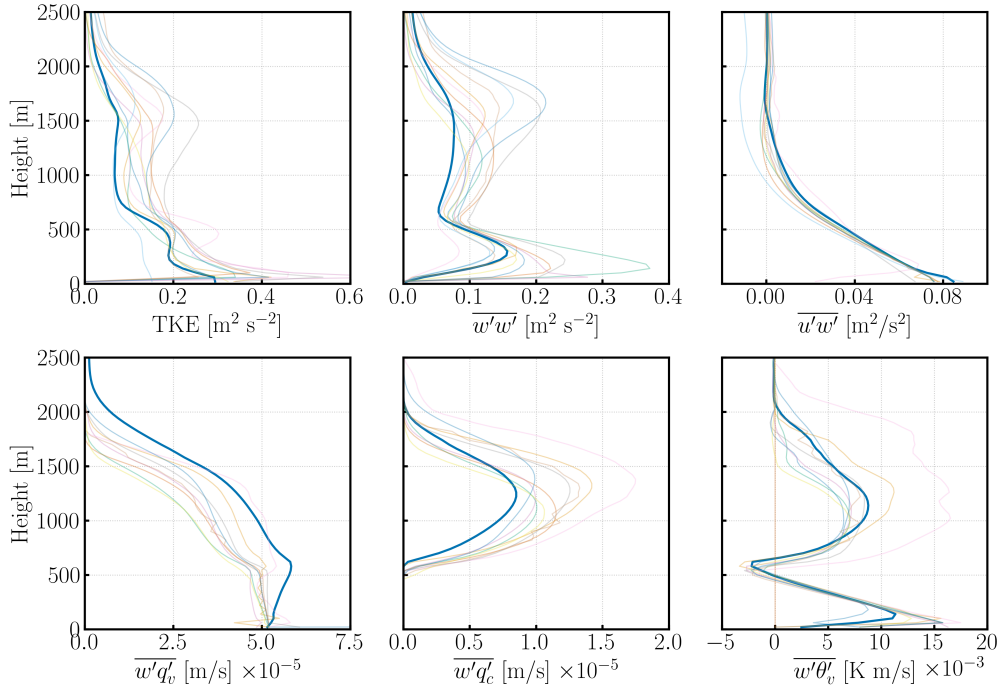 2500
2000
1500
1000
500
0
Height [m]
0.0 0.2 0.4 0.6
TKE [m² s⁻²]
0.0 0.1 0.2 0.3 0.4
w′w′ [m² s⁻²]
0.00 0.04 0.08
u′w′ [m²/s²]
2500
2000
1500
1000
500
0
Height [m]
0.0 2.5 5.0 7.5
w′q′ᵥ [m/s] ×10⁻⁵
0.0 0.5 1.0 1.5 2.0
w′q′c [m/s] ×10⁻⁵
−5 0 5 10 15 20
w′θ′ᵥ [K m/s] ×10⁻³